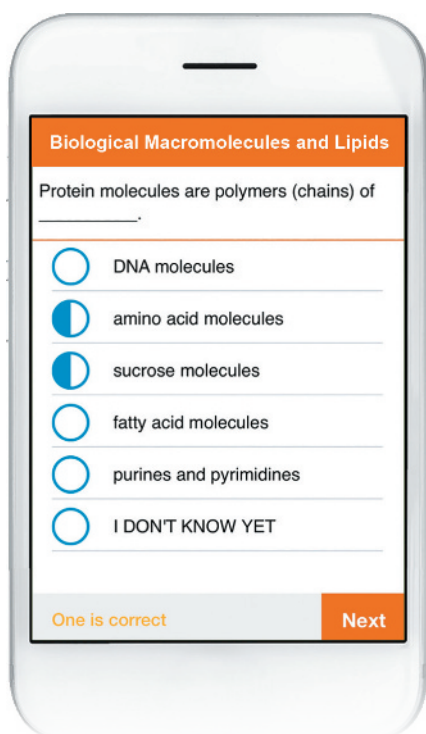 Biological Macromolecules and Lipids
Protein molecules are polymers (chains) of
__________.
DNA molecules
amino acid molecules
sucrose molecules
fatty acid molecules
purines and pyrimidines
I DON'T KNOW YET
One is correct
Next